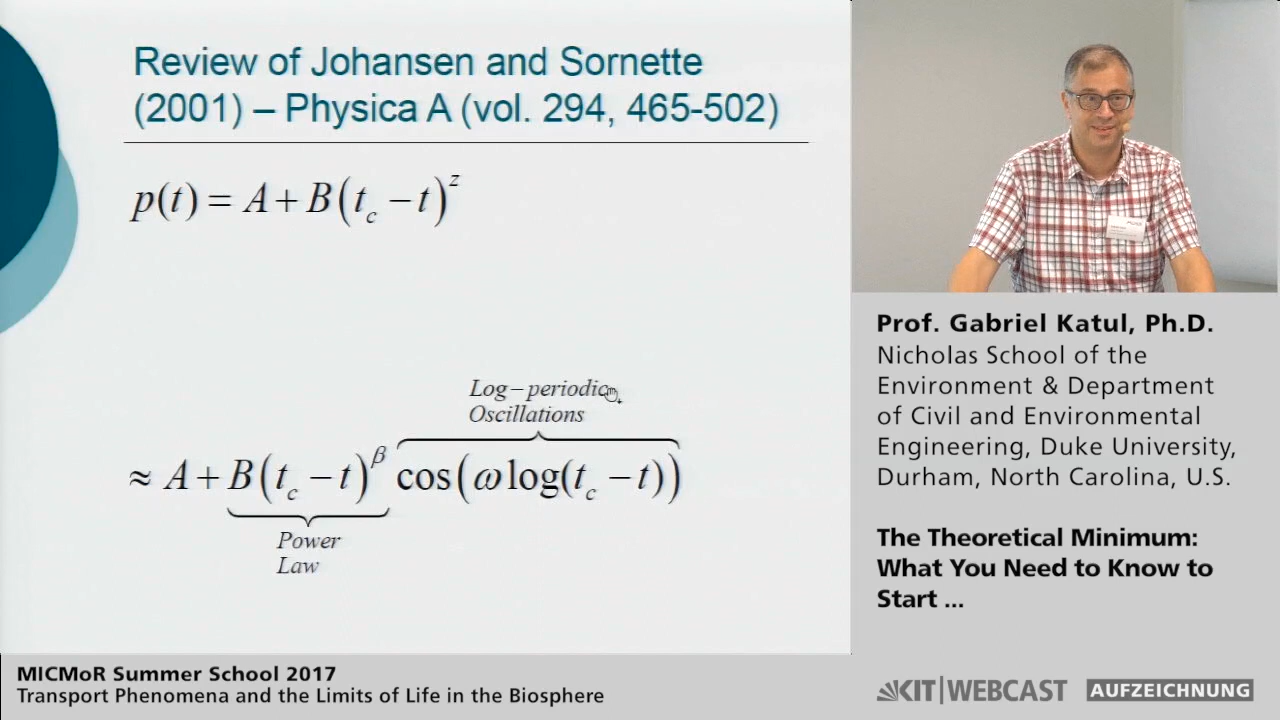 Review of Johansen and Sornette
(2001) – Physica A (vol. 294, 465-502)
p(t) = A + B(t_c − t)^z
Log – periodic
Oscillations
≈ A + B(t_c − t)^β cos(ω log(t_c − t))
Power
Law
Prof. Gabriel Katul, Ph.D.
Nicholas School of the
Environment & Department
of Civil and Environmental
Engineering, Duke University,
Durham, North Carolina, U.S.
The Theoretical Minimum:
What You Need to Know to
Start ...
MICMoR Summer School 2017
Transport Phenomena and the Limits of Life in the Biosphere
KIT|WEBCAST AUFZEICHNUNG